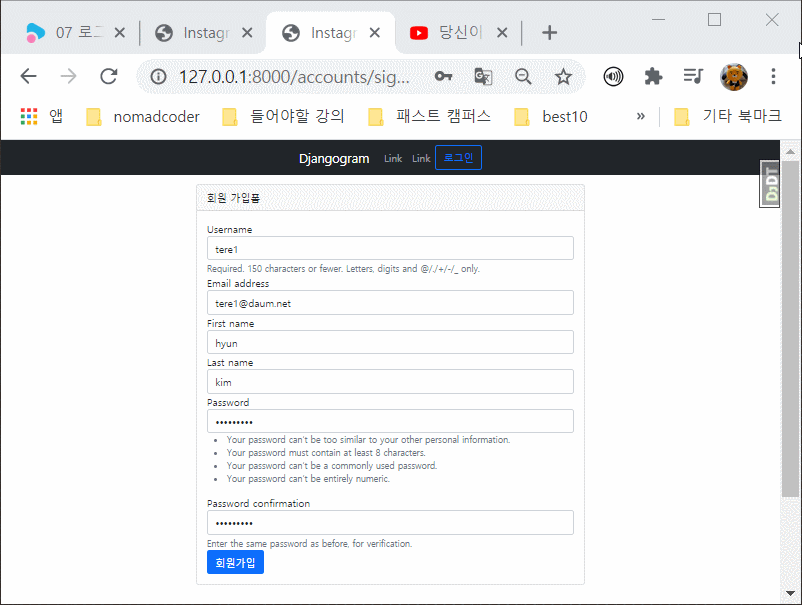 07 로그
Instagr
Instagr
당신이
127.0.0.1:8000/accounts/sig...
앱
nomadcoder
들어야할 강의
패스트 캠퍼스
best10
»
기타 북마크
Djangogram
Link
Link
로그인
DJDT
회원 가입폼
Username
tere1
Required. 150 characters or fewer. Letters, digits and @/./+/-/_ only.
Email address
tere1@daum.net
First name
hyun
Last name
kim
Password
•••••••••
Your password can't be too similar to your other personal information.
Your password must contain at least 8 characters.
Your password can't be a commonly used password.
Your password can't be entirely numeric.
Password confirmation
•••••••••
Enter the same password as before, for verification.
회원가입